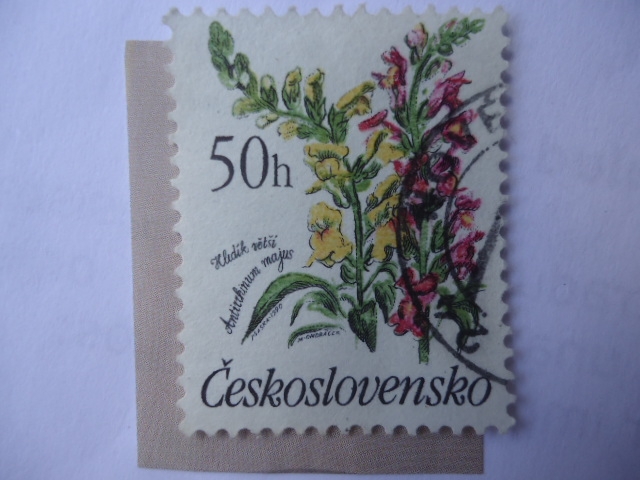 50h
Hledík větší
Antirrhinum majus
Československo